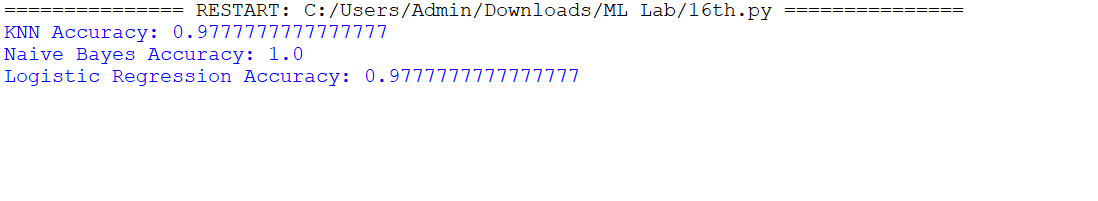 =============== RESTART: C:/Users/Admin/Downloads/ML Lab/16th.py ===============
KNN Accuracy: 0.9777777777777777
Naive Bayes Accuracy: 1.0
Logistic Regression Accuracy: 0.9777777777777777